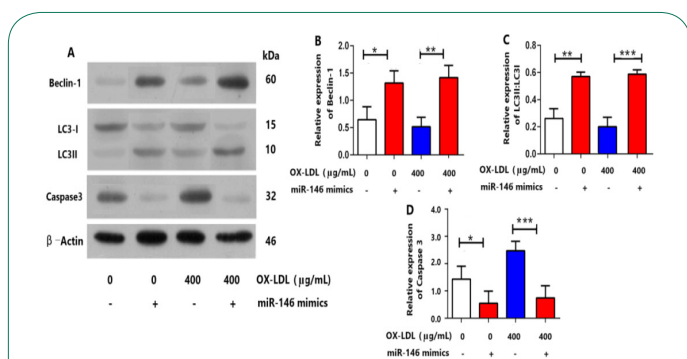 A
kDa
Beclin-1 60
LC3-I 15
LC3II 10
Caspase3 32
β-Actin 46
0 0 400 400 OX-LDL (μg/mL)
- + - + miR-146 mimics
B
Relative expression
of Beclin-1
2.0
1.5
1.0
0.5
0.0
* **
OX-LDL (μg/mL) 0 0 400 400
miR-146 mimics - + - +
C
Relative expression
of LC3II:LC3I
0.8
0.6
0.4
0.2
0.0
** ***
OX-LDL (μg/mL) 0 0 400 400
miR-146 mimics - + - +
D
Relative expression
of Caspase 3
4.0
3.0
2.0
1.0
0.0
* ***
OX-LDL (μg/mL) 0 0 400 400
miR-146 mimics - + - +